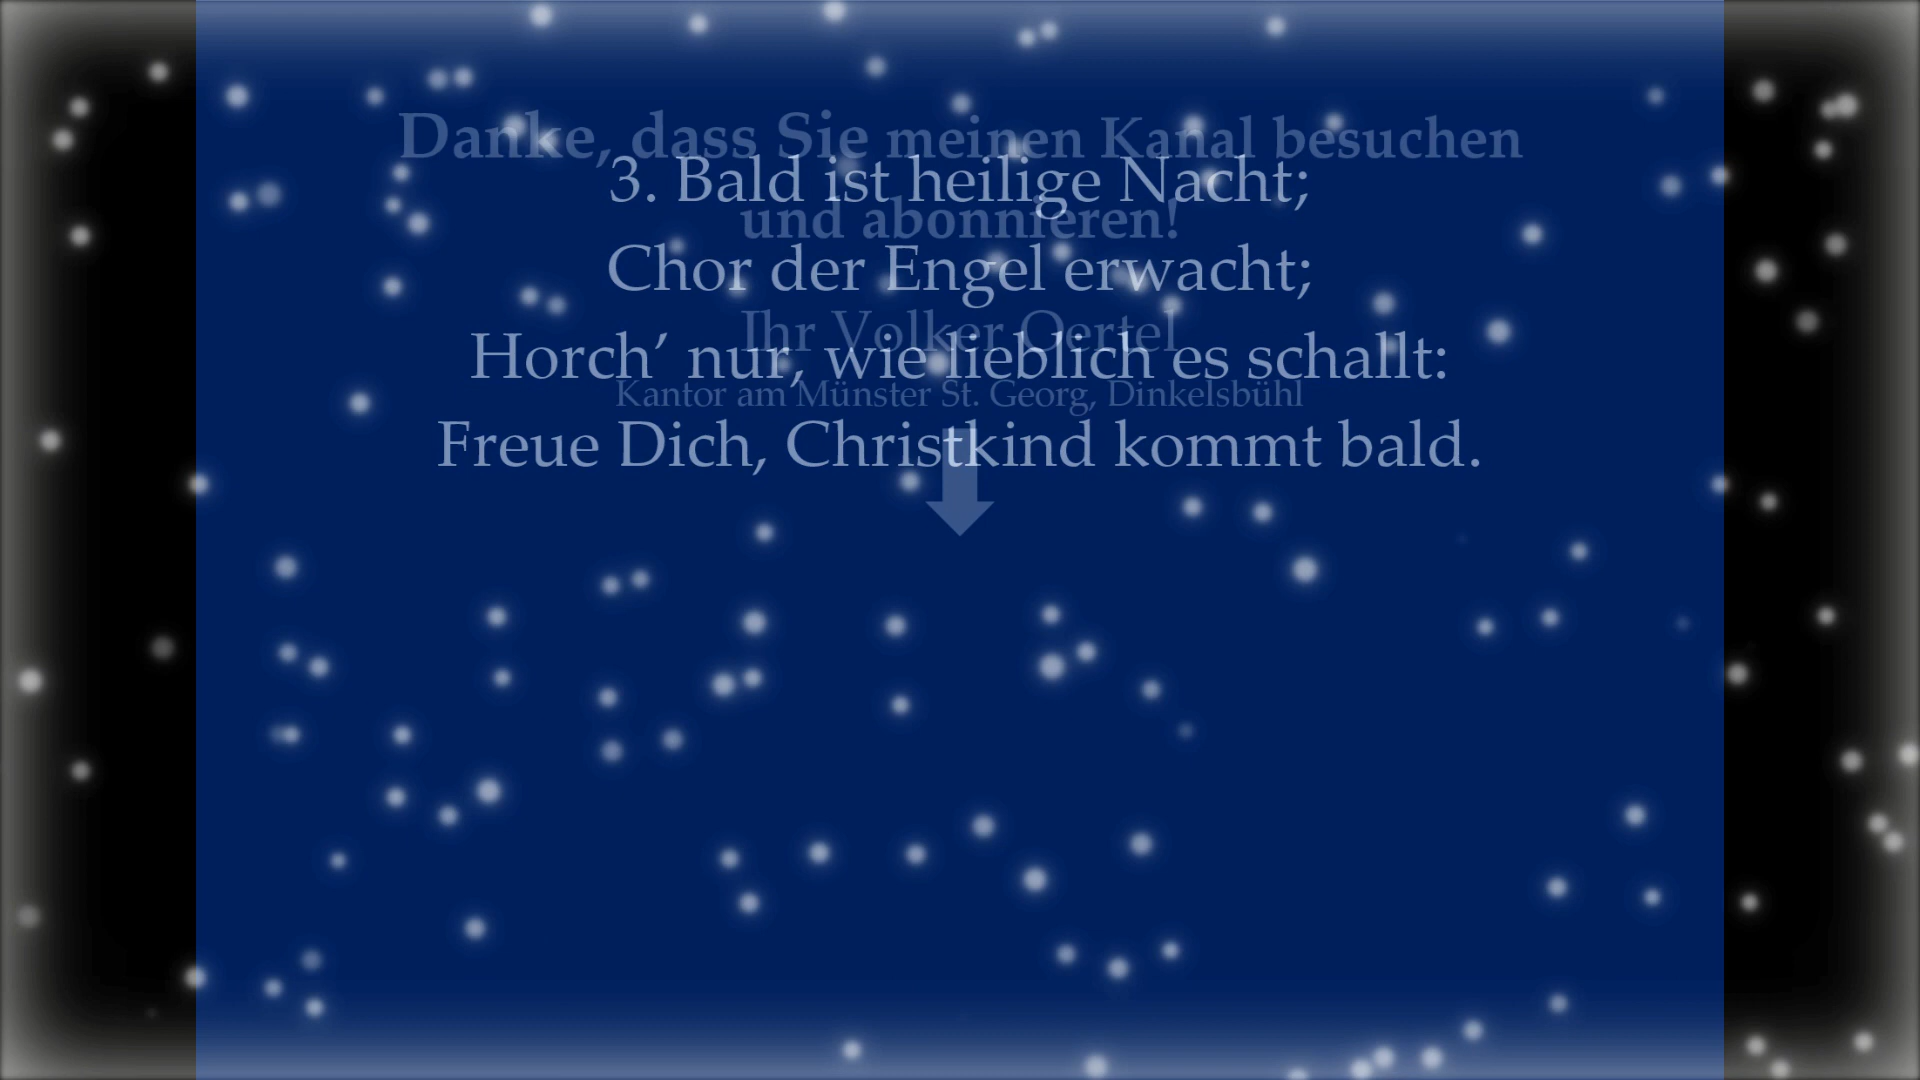 Danke, dass Sie meinen Kanal besuchen
3. Bald ist heilige Nacht;
und abonnieren!
Chor der Engel erwacht;
Ihr Volker Oertel
Horch’ nur, wie lieblich es schallt:
Kantor am Münster St. Georg, Dinkelsbühl
Freue Dich, Christkind kommt bald.